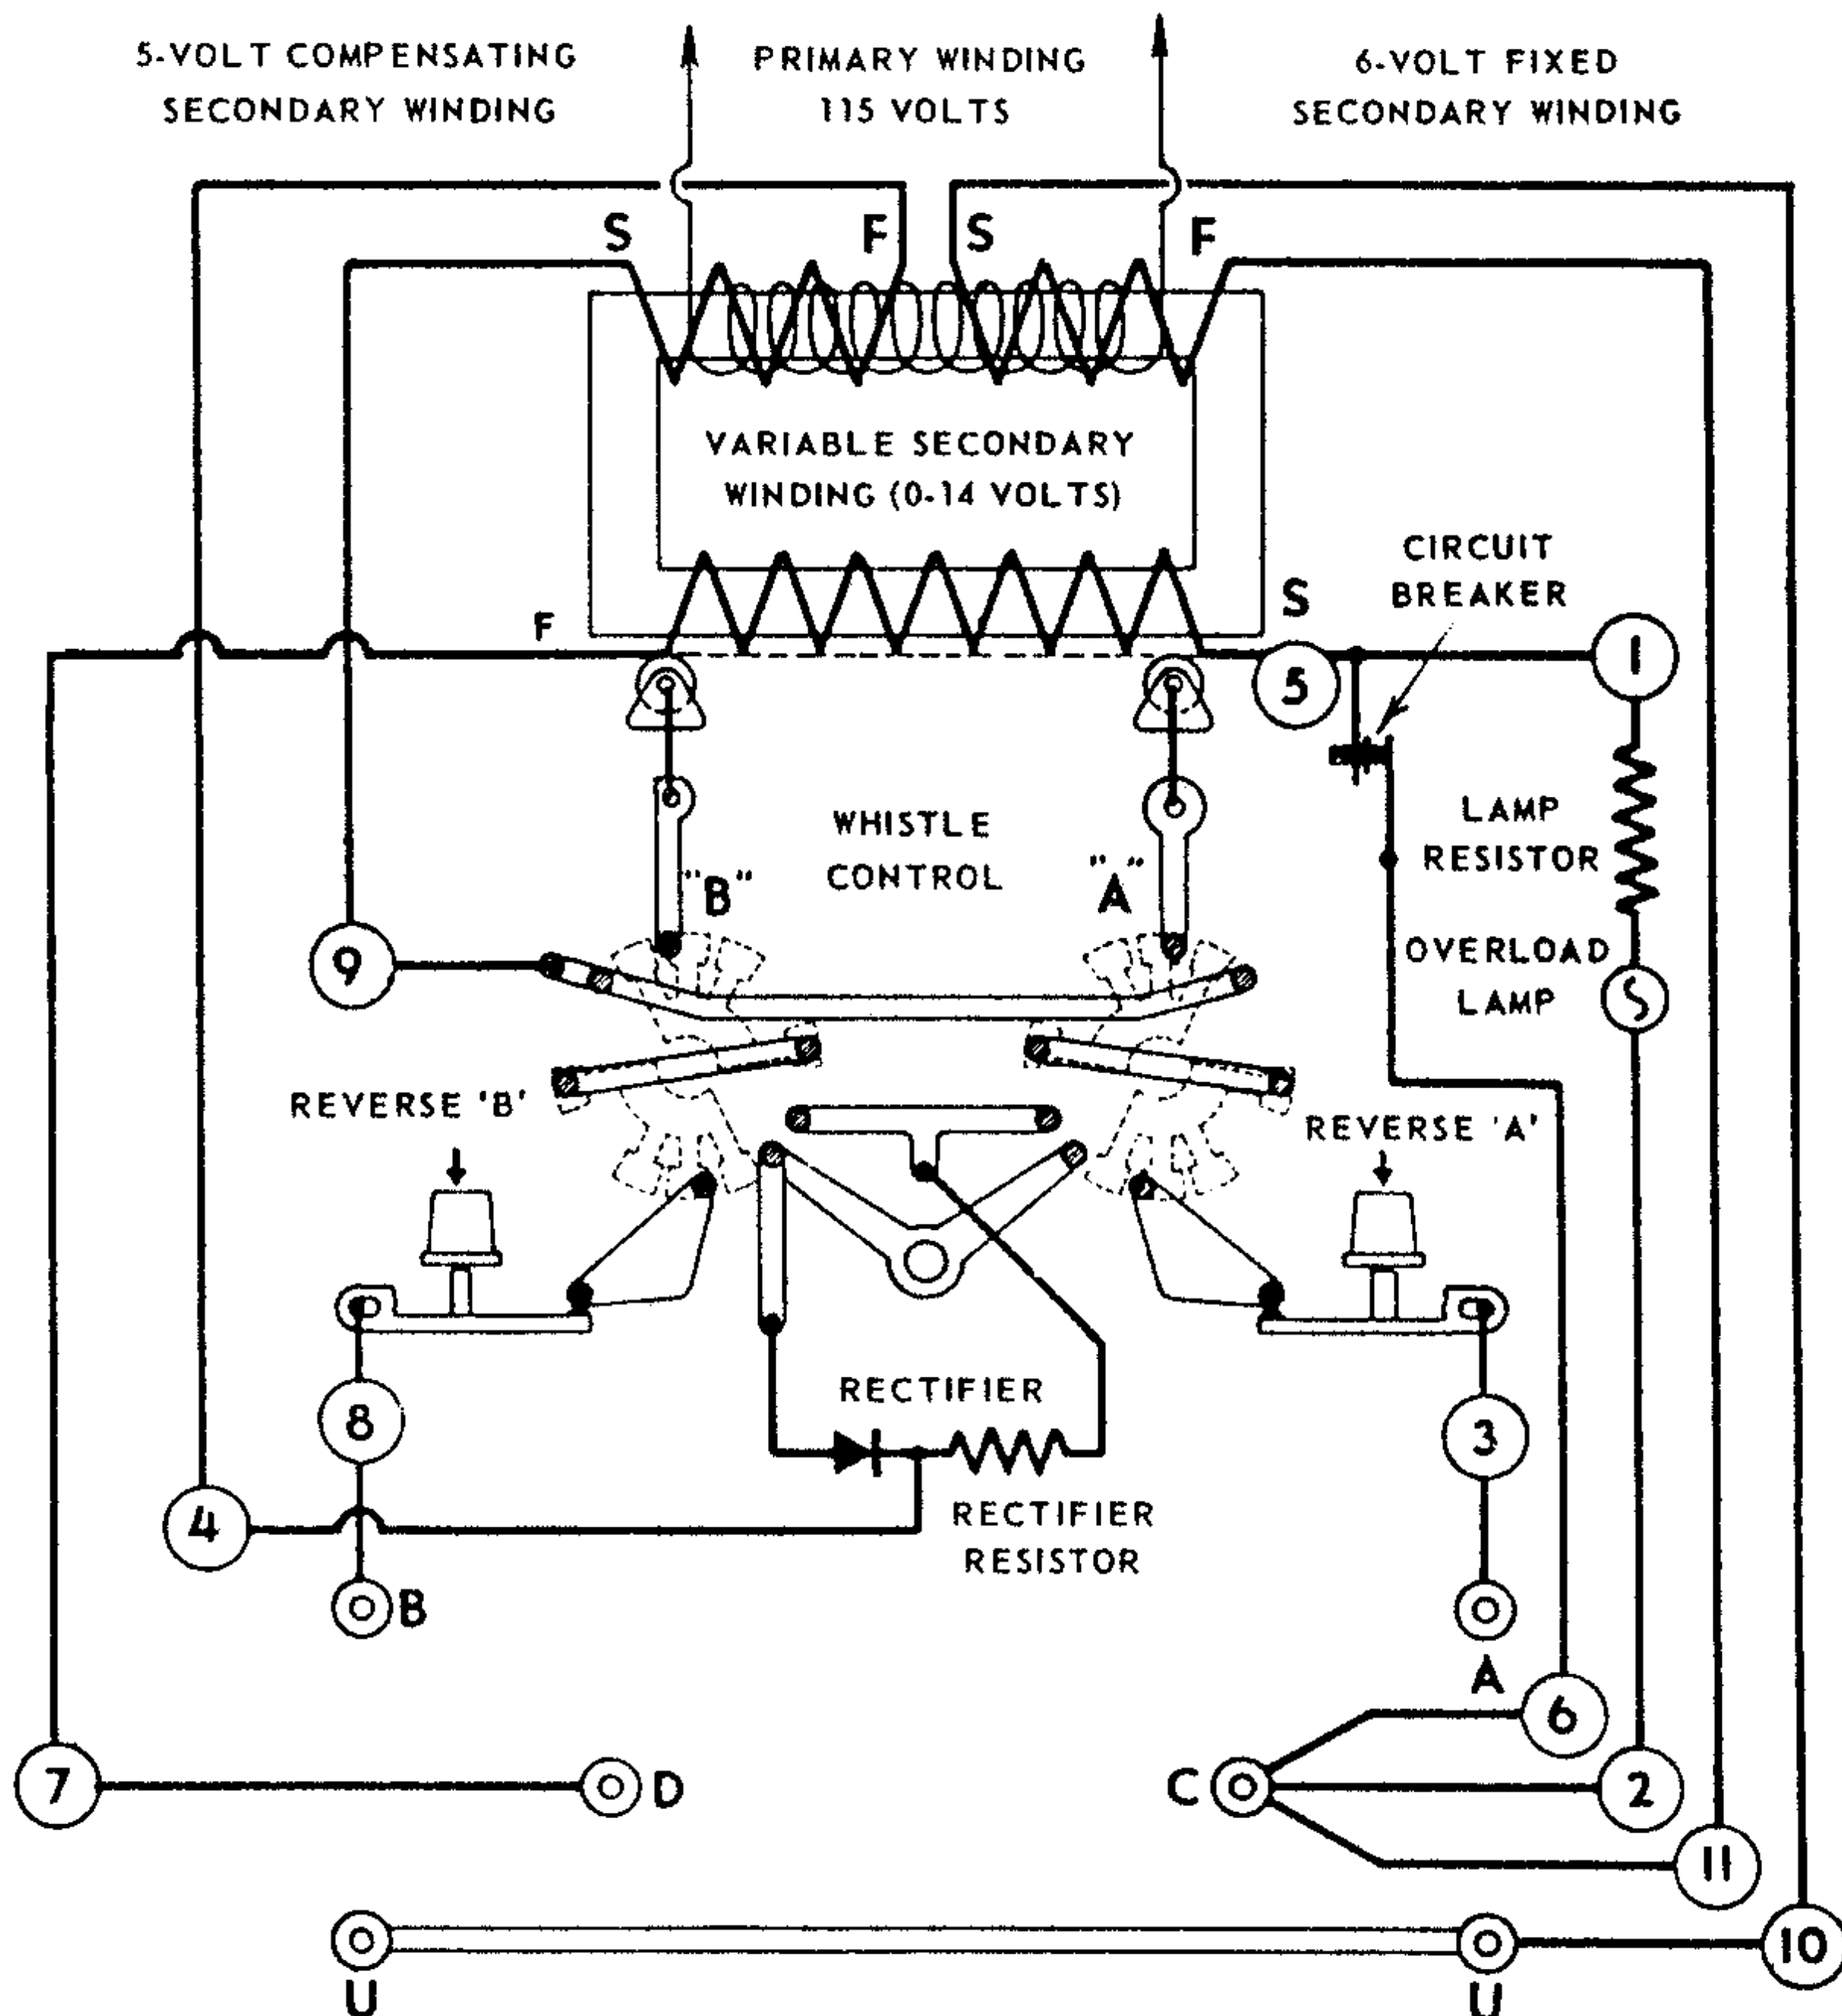 5-VOLT COMPENSATING
SECONDARY WINDING
PRIMARY WINDING
115 VOLTS
6-VOLT FIXED
SECONDARY WINDING
S
F
S
F
VARIABLE SECONDARY
WINDING (0-14 VOLTS)
CIRCUIT
BREAKER
F
S
5
1
LAMP
RESISTOR
WHISTLE
CONTROL
"B"
"A"
OVERLOAD
LAMP
9
REVERSE 'B'
REVERSE 'A'
8
RECTIFIER
3
4
RECTIFIER
RESISTOR
B
A
6
7
D
C
2
11
10
U
U